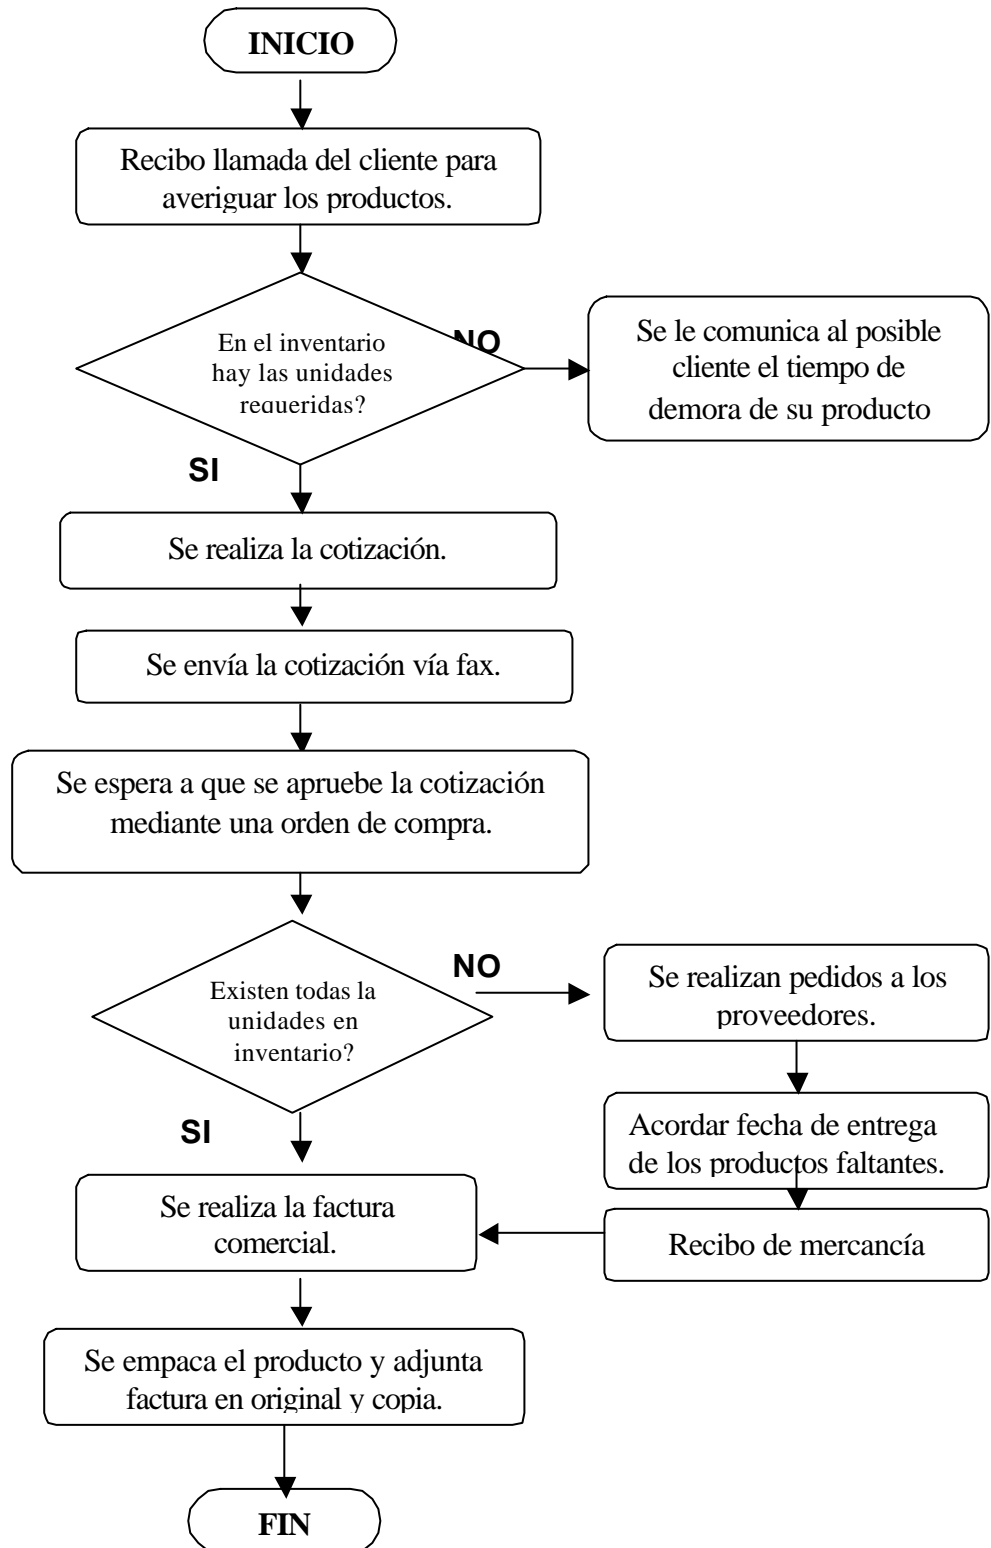 INICIO
Recibo llamada del cliente para
averiguar los productos.
En el inventario
hay las unidades
requeridas?
NO
Se le comunica al posible
cliente el tiempo de
demora de su producto
SI
Se realiza la cotización.
Se envía la cotización vía fax.
Se espera a que se apruebe la cotización
mediante una orden de compra.
Existen todas la
unidades en
inventario?
NO
Se realizan pedidos a los
proveedores.
Acordar fecha de entrega
de los productos faltantes.
Recibo de mercancía
SI
Se realiza la factura
comercial.
Se empaca el producto y adjunta
factura en original y copia.
FIN